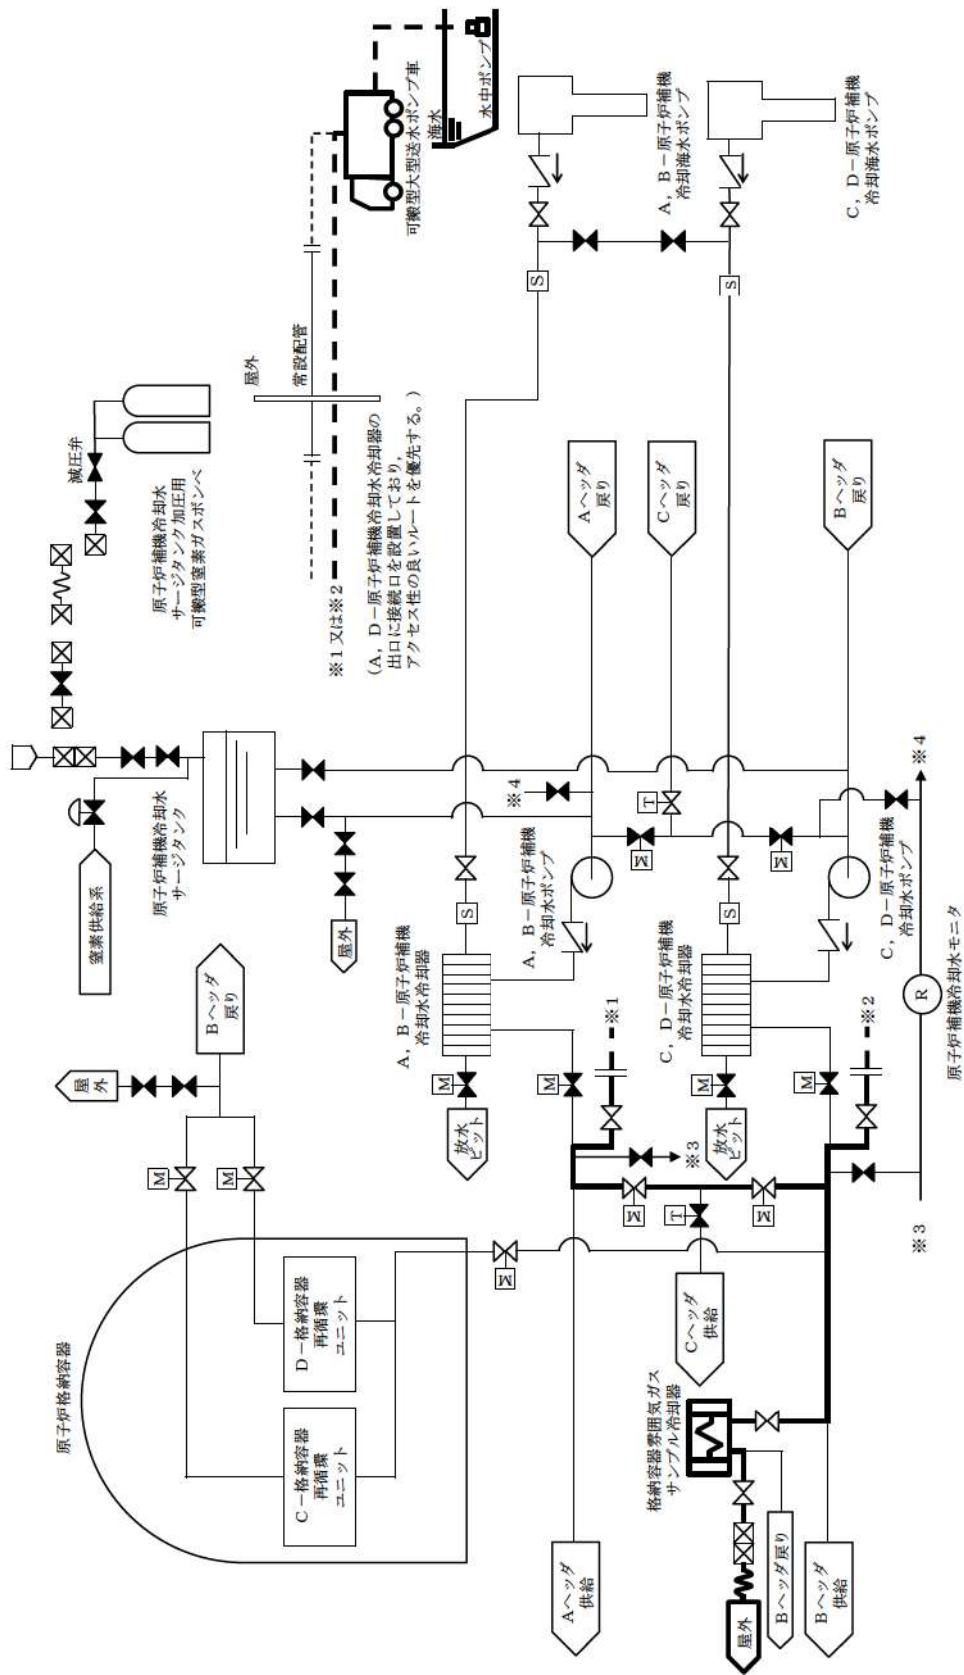 原子炉格納容器
C－格納容器
再循環
ユニット
D－格納容器
再循環
ユニット
M
M
屋外
Bヘッダ
戻り
窒素供給系
原子炉補機冷却水
サージタンク
屋外
原子炉補機冷却水
サージタンク加圧用
可搬型窒素ガスボンベ
減圧弁
屋外
常設配管
※1又は※2
(A，D－原子炉補機冷却水冷却器の
出口に接続口を設置しており，
アクセス性の良いルートを優先する。)
可搬型大型送水ポンプ車
海水
水中ポンプ
A，B－原子炉補機
冷却海水ポンプ
C，D－原子炉補機
冷却海水ポンプ
S
S
Aヘッダ
戻り
Cヘッダ
戻り
Bヘッダ
戻り
※4
T
M
M
A，B－原子炉補機
冷却水ポンプ
C，D－原子炉補機
冷却水ポンプ
※4
S
S
A，B－原子炉補機
冷却水冷却器
C，D－原子炉補機
冷却水冷却器
M
放水
ピット
M
※1
M
放水
ピット
M
※2
R
原子炉補機冷却水モニタ
※3
※3
M
M
T
M
Cヘッダ
供給
格納容器雰囲気ガス
サンプル冷却器
Aヘッダ
供給
屋外
Bヘッダ戻り
Bヘッダ
供給